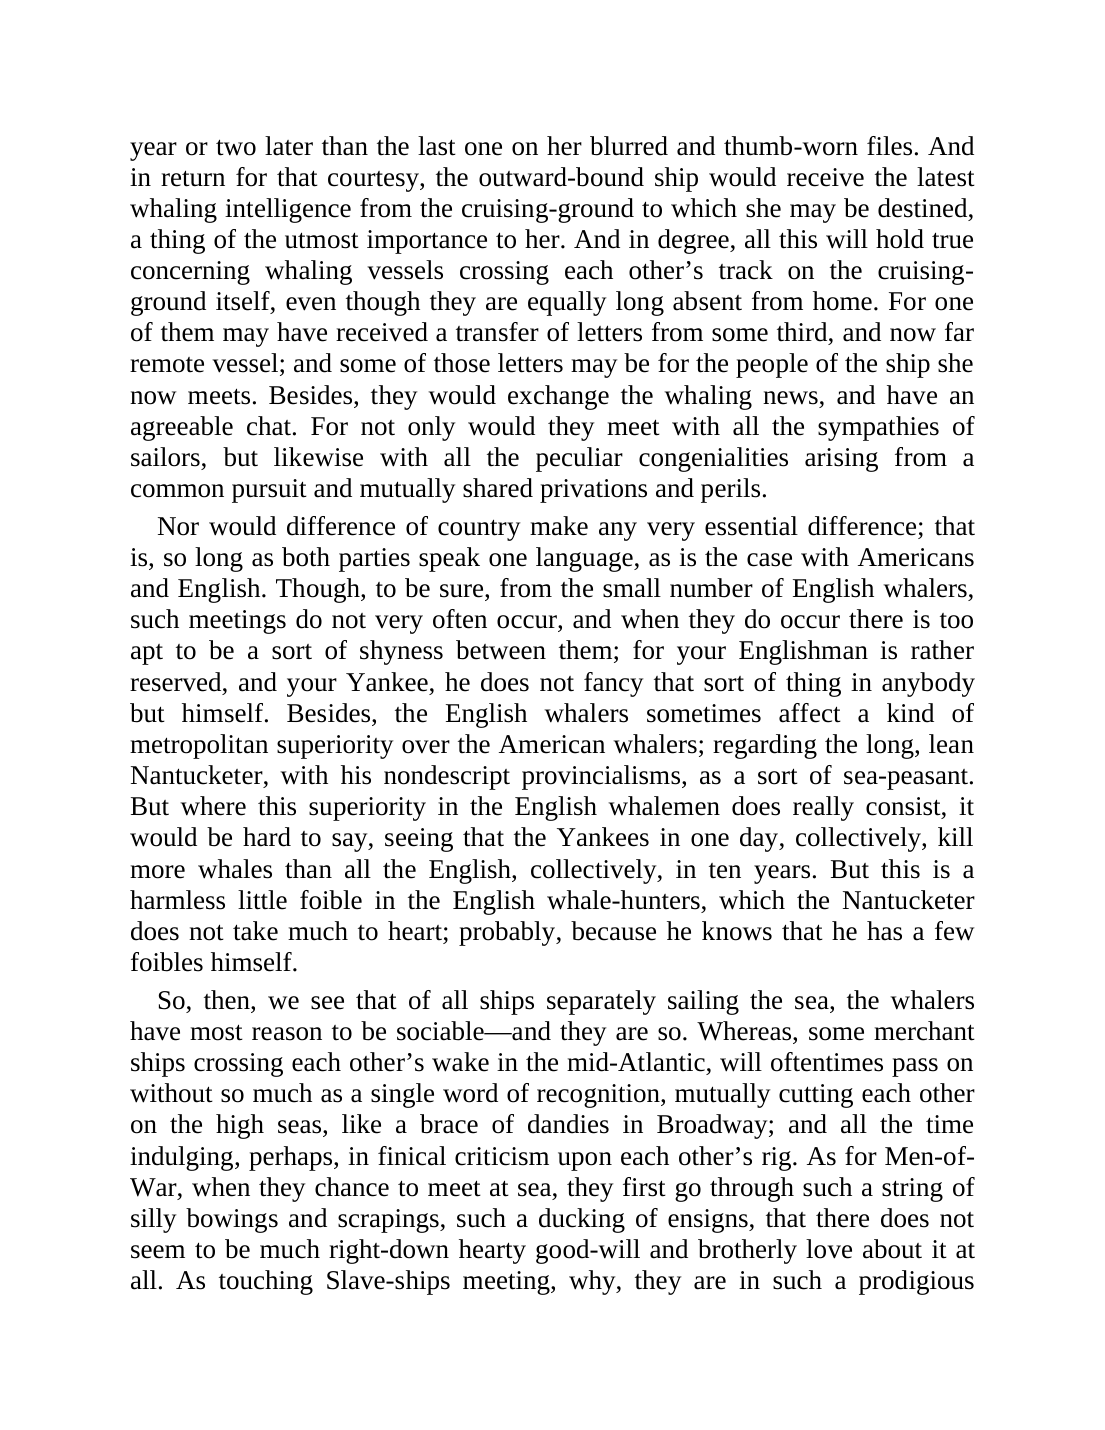 year or two later than the last one on her blurred and thumb-worn files. And
in return for that courtesy, the outward-bound ship would receive the latest
whaling intelligence from the cruising-ground to which she may be destined,
a thing of the utmost importance to her. And in degree, all this will hold true
concerning whaling vessels crossing each other’s track on the cruising-
ground itself, even though they are equally long absent from home. For one
of them may have received a transfer of letters from some third, and now far
remote vessel; and some of those letters may be for the people of the ship she
now meets. Besides, they would exchange the whaling news, and have an
agreeable chat. For not only would they meet with all the sympathies of
sailors, but likewise with all the peculiar congenialities arising from a
common pursuit and mutually shared privations and perils.
Nor would difference of country make any very essential difference; that
is, so long as both parties speak one language, as is the case with Americans
and English. Though, to be sure, from the small number of English whalers,
such meetings do not very often occur, and when they do occur there is too
apt to be a sort of shyness between them; for your Englishman is rather
reserved, and your Yankee, he does not fancy that sort of thing in anybody
but himself. Besides, the English whalers sometimes affect a kind of
metropolitan superiority over the American whalers; regarding the long, lean
Nantucketer, with his nondescript provincialisms, as a sort of sea-peasant.
But where this superiority in the English whalemen does really consist, it
would be hard to say, seeing that the Yankees in one day, collectively, kill
more whales than all the English, collectively, in ten years. But this is a
harmless little foible in the English whale-hunters, which the Nantucketer
does not take much to heart; probably, because he knows that he has a few
foibles himself.
So, then, we see that of all ships separately sailing the sea, the whalers
have most reason to be sociable—and they are so. Whereas, some merchant
ships crossing each other’s wake in the mid-Atlantic, will oftentimes pass on
without so much as a single word of recognition, mutually cutting each other
on the high seas, like a brace of dandies in Broadway; and all the time
indulging, perhaps, in finical criticism upon each other’s rig. As for Men-of-
War, when they chance to meet at sea, they first go through such a string of
silly bowings and scrapings, such a ducking of ensigns, that there does not
seem to be much right-down hearty good-will and brotherly love about it at
all. As touching Slave-ships meeting, why, they are in such a prodigious